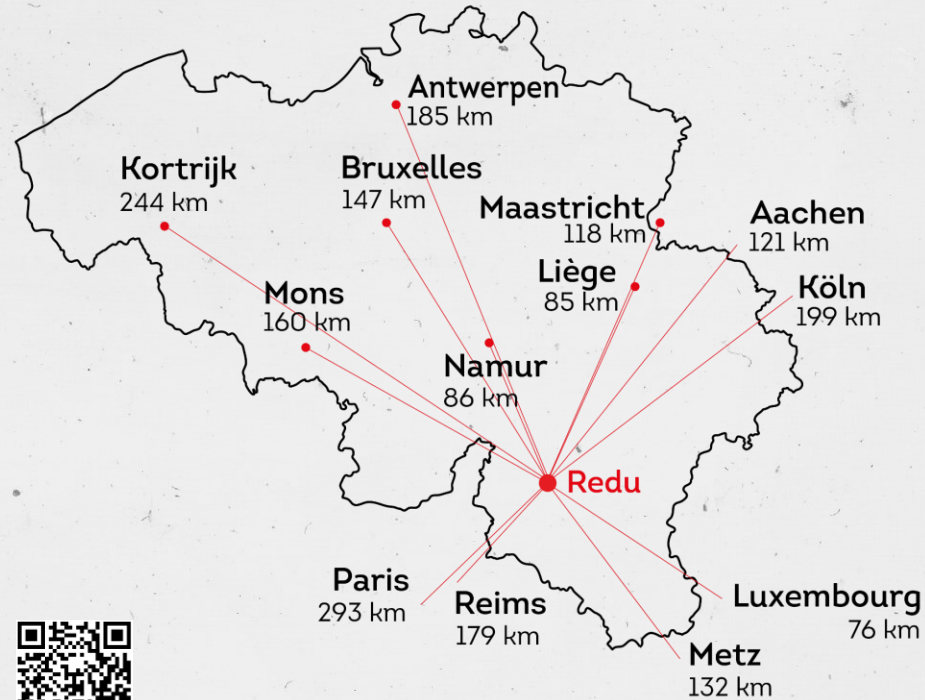 Antwerpen
185 km
Kortrijk
244 km
Bruxelles
147 km
Maastricht
118 km
Aachen
121 km
Liège
85 km
Köln
199 km
Mons
160 km
Namur
86 km
Redu
Paris
293 km
Reims
179 km
Luxembourg
76 km
Metz
132 km